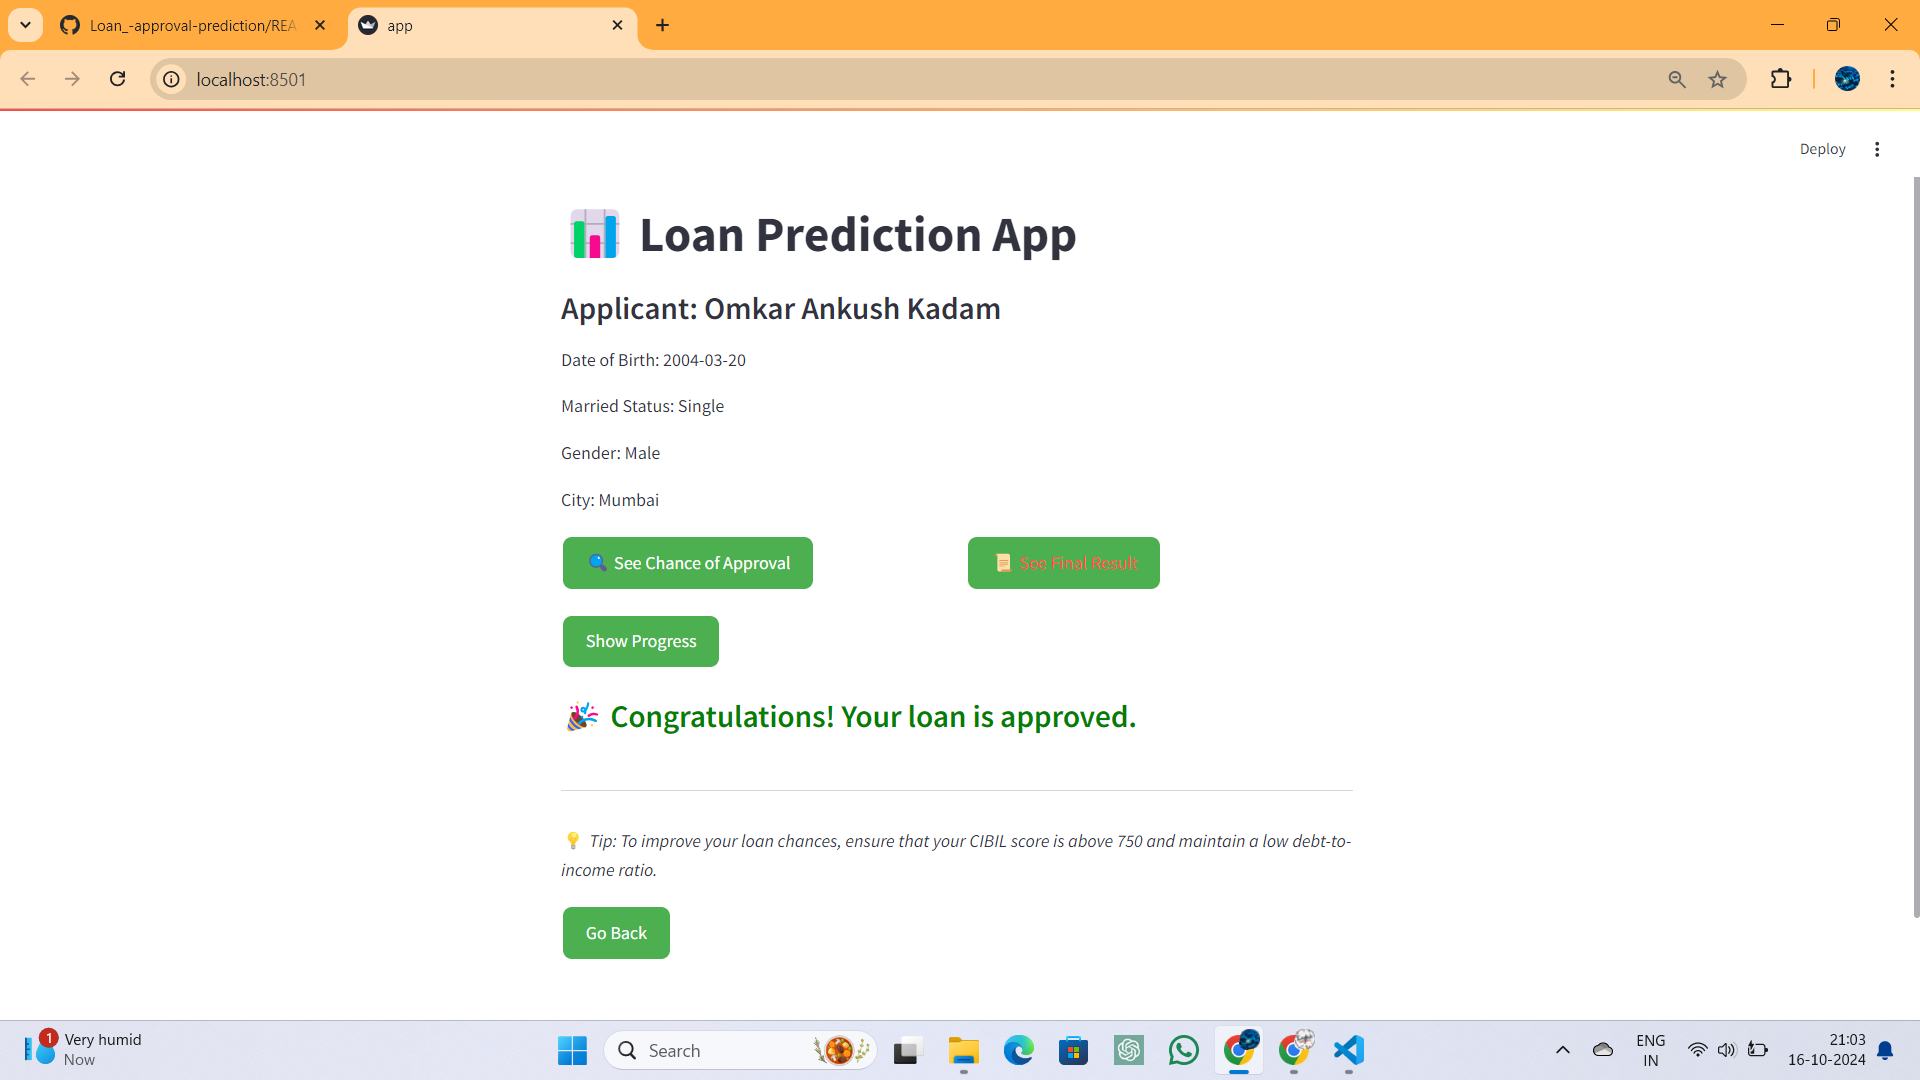 Loan_-approval-prediction/REA
app
localhost:8501
Deploy
Loan Prediction App
Applicant: Omkar Ankush Kadam
Date of Birth: 2004-03-20
Married Status: Single
Gender: Male
City: Mumbai
See Chance of Approval
See Final Result
Show Progress
Congratulations! Your loan is approved.
Tip: To improve your loan chances, ensure that your CIBIL score is above 750 and maintain a low debt-to-
income ratio.
Go Back
1
Very humid
Now
Search
ENG
IN
21:03
16-10-2024